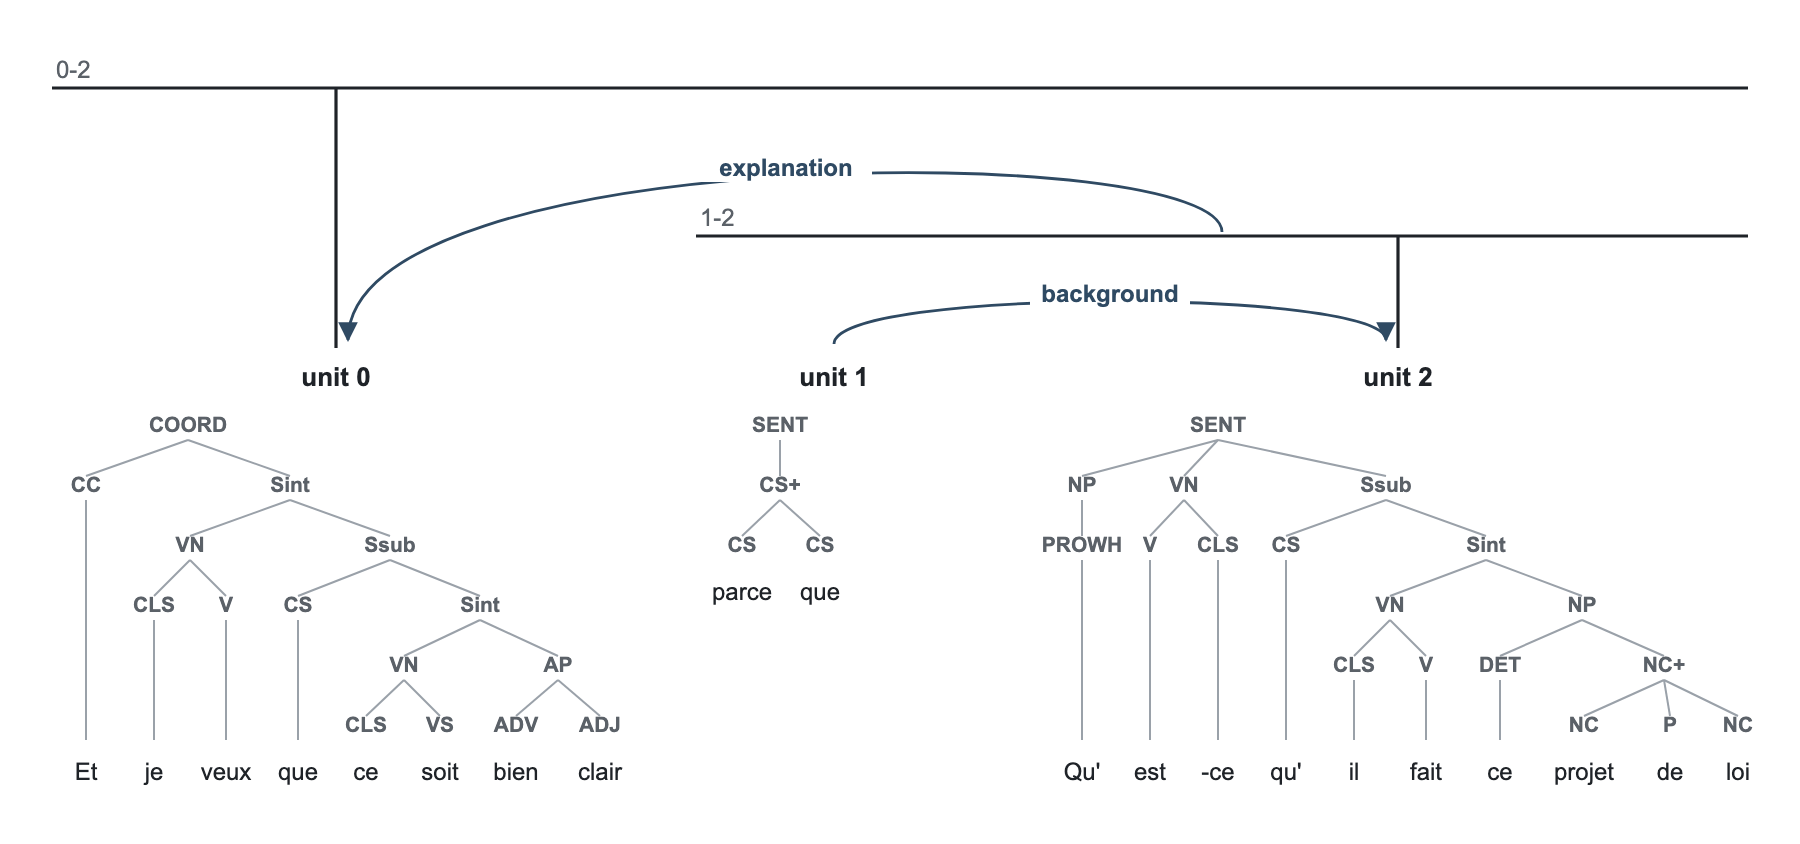 0-2
explanation
1-2
background
unit 0 unit 1 unit 2
COORD SENT SENT
CC Sint CS+ NP VN Ssub
VN Ssub CS CS PROWH V CLS CS Sint
parce que
CLS V CS Sint VN NP
VN AP CLS V DET NC+
CLS VS ADV ADJ NC P NC
Et je veux que ce soit bien clair Qu' est -ce qu' il fait ce projet de loi